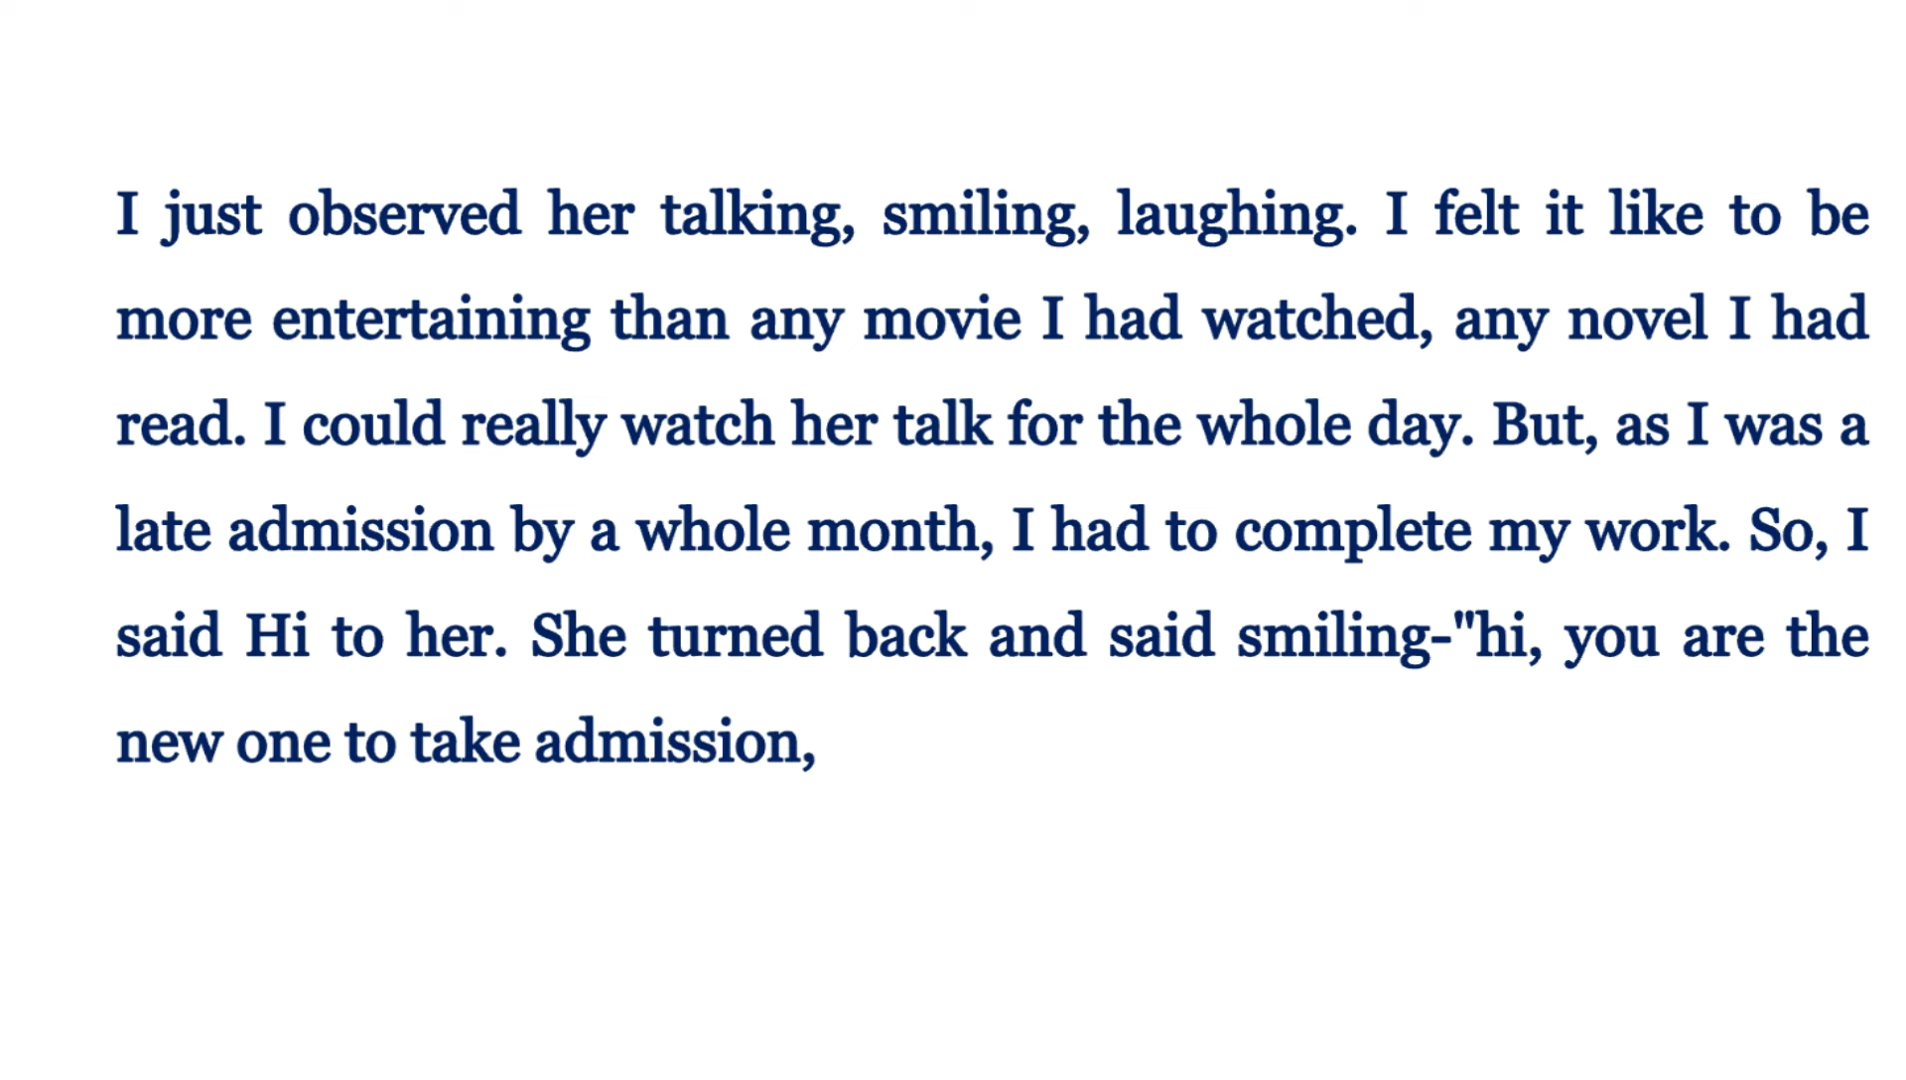 I just observed her talking, smiling, laughing. I felt it like to be
more entertaining than any movie I had watched, any novel I had
read. I could really watch her talk for the whole day. But, as I was a
late admission by a whole month, I had to complete my work. So, I
said Hi to her. She turned back and said smiling-"hi, you are the
new one to take admission,